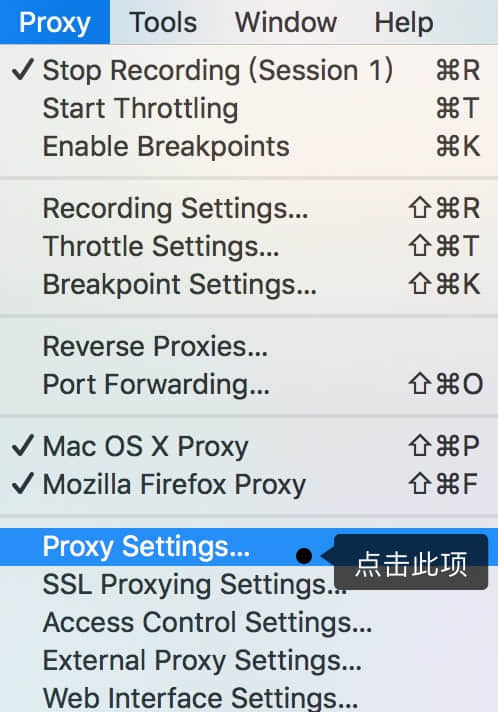 Proxy Tools Window Help
✓ Stop Recording (Session 1) ⌘R
Start Throttling ⌘T
Enable Breakpoints ⌘K
Recording Settings... ⇧⌘R
Throttle Settings... ⇧⌘T
Breakpoint Settings... ⇧⌘K
Reverse Proxies...
Port Forwarding... ⇧⌘O
✓ Mac OS X Proxy ⇧⌘P
✓ Mozilla Firefox Proxy ⇧⌘F
Proxy Settings... 点击此项
SSL Proxying Settings...
Access Control Settings...
External Proxy Settings...
Web Interface Settings...